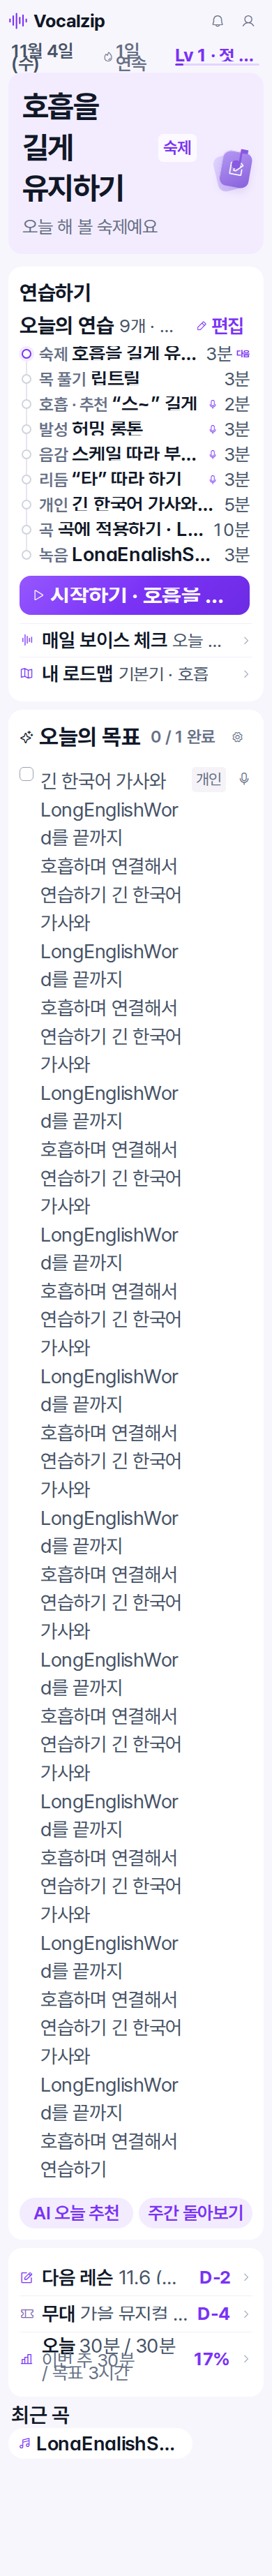 Vocalzip
11월 4일 (수)
1일 연속
Lv 1 · 첫 ...
호흡을
길게
유지하기
숙제
오늘 해 볼 숙제예요
연습하기
오늘의 연습 9개 · ...
편집
숙제 호흡을 길게 유... 3분 다음
목 풀기 립트릴 3분
호흡 · 추천 “스~” 길게 2분
발성 허밍 롱톤 3분
음감 스케일 따라 부... 3분
리듬 “타” 따라 하기 3분
개인 긴 한국어 가사와... 5분
곡 곡에 적용하기 · L... 10분
녹음 LongEnglishS... 3분
시작하기 · 호흡을 ...
매일 보이스 체크 오늘 ...
내 로드맵 기본기 · 호흡
오늘의 목표 0 / 1 완료
긴 한국어 가사와 개인
LongEnglishWor
d를 끝까지
호흡하며 연결해서
연습하기 긴 한국어
가사와
LongEnglishWor
d를 끝까지
호흡하며 연결해서
연습하기 긴 한국어
가사와
LongEnglishWor
d를 끝까지
호흡하며 연결해서
연습하기 긴 한국어
가사와
LongEnglishWor
d를 끝까지
호흡하며 연결해서
연습하기 긴 한국어
가사와
LongEnglishWor
d를 끝까지
호흡하며 연결해서
연습하기 긴 한국어
가사와
LongEnglishWor
d를 끝까지
호흡하며 연결해서
연습하기 긴 한국어
가사와
LongEnglishWor
d를 끝까지
호흡하며 연결해서
연습하기 긴 한국어
가사와
LongEnglishWor
d를 끝까지
호흡하며 연결해서
연습하기 긴 한국어
가사와
LongEnglishWor
d를 끝까지
호흡하며 연결해서
연습하기 긴 한국어
가사와
LongEnglishWor
d를 끝까지
호흡하며 연결해서
연습하기
AI 오늘 추천
주간 돌아보기
다음 레슨 11.6 (... D-2
무대 가을 뮤지컬 ... D-4
오늘 30분 / 30분
이번 주 30분 / 목표 3시간
17%
최근 곡
LongEnglishS...